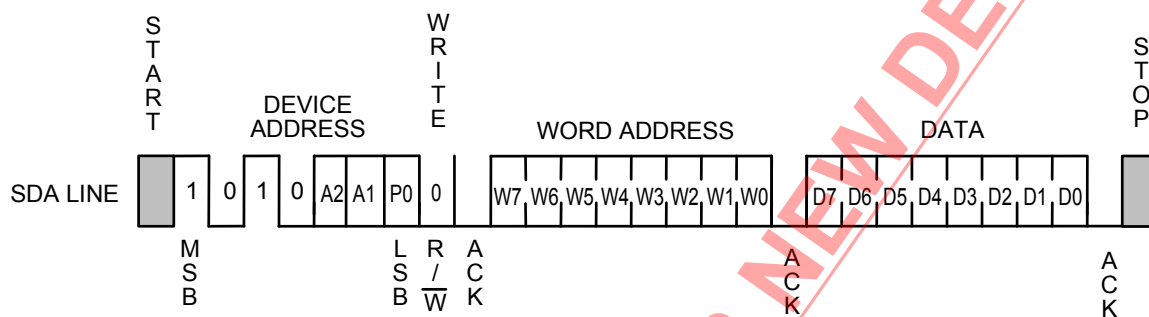 START
DEVICE
ADDRESS
WRITE
WORD ADDRESS
DATA
STOP
SDA LINE
1 0 1 0 A2 A1 P0 0 W7 W6 W5 W4 W3 W2 W1 W0 D7 D6 D5 D4 D3 D2 D1 D0
MSB
LSB
R/W̅
ACK
ACK
ACK
NEW DE